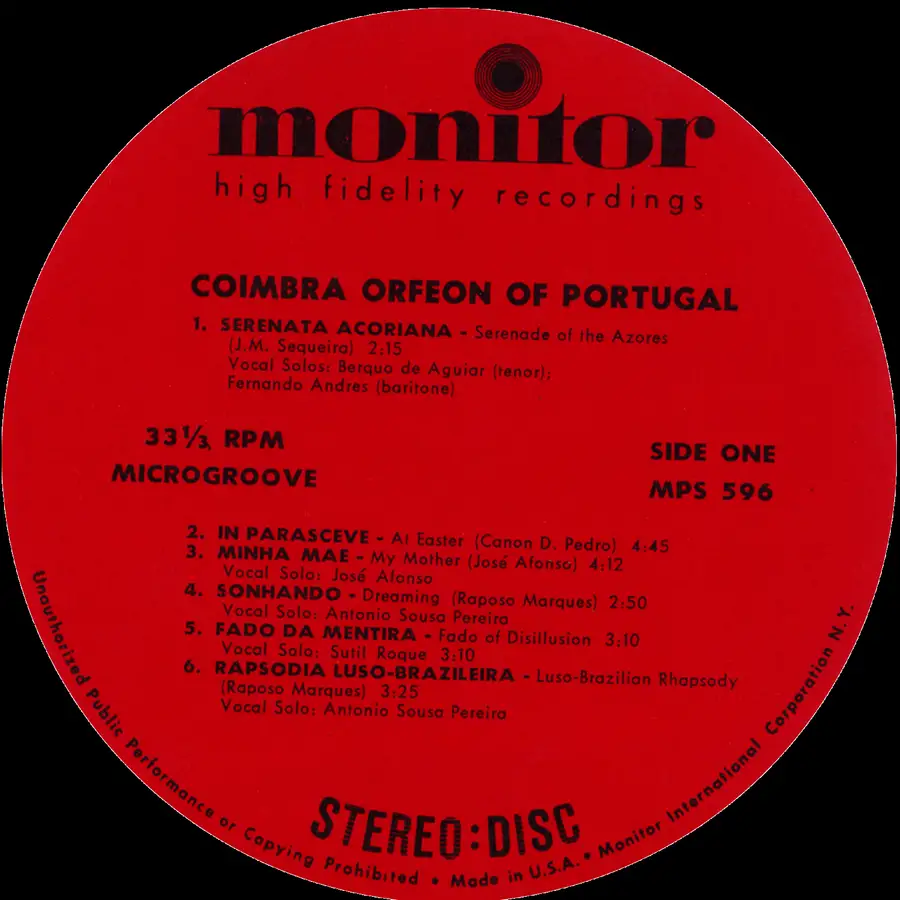 monitor
high fidelity recordings
COIMBRA ORFEON OF PORTUGAL
1. SERENATA ACORIANA - Serenade of the Azores
(J.M. Sequeira) 2:15
Vocal Solos: Berquo de Aguiar (tenor);
Fernando Andres (baritone)
33 1/3 RPM
MICROGROOVE
SIDE ONE
MPS 596
2. IN PARASCEVE - At Easter (Canon D. Pedro) 4:45
3. MINHA MAE - My Mother (José Afonso) 4:12
Vocal Solo: José Afonso
4. SONHANDO - Dreaming (Raposo Marques) 2:50
Vocal Solo: Antonio Sousa Pereira
5. FADO DA MENTIRA - Fado of Disillusion 3:10
Vocal Solo: Sutil Roque 3:10
6. RAPSODIA LUSO-BRAZILEIRA - Luso-Brazilian Rhapsody
(Raposo Marques) 3:25
Vocal Solo: Antonio Sousa Pereira
STEREO:DISC
Unauthorized Public Performance or Copying Prohibited • Made in U.S.A. • Monitor International Corporation N.Y.